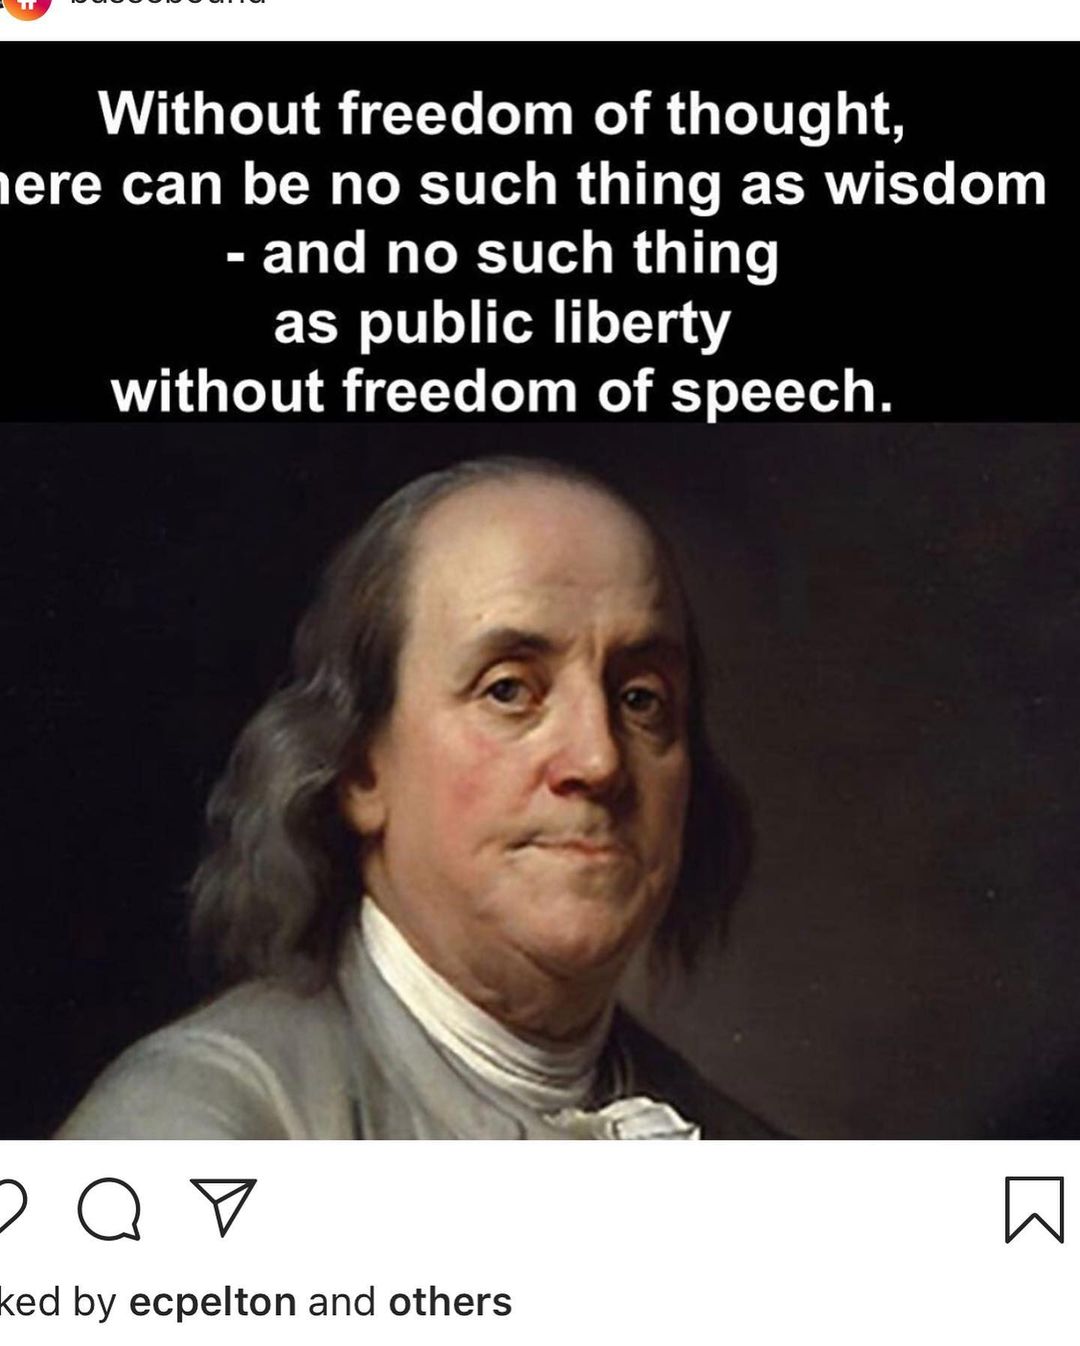 Without freedom of thought,
here can be no such thing as wisdom
- and no such thing
as public liberty
without freedom of speech.
ked by ecpelton and others